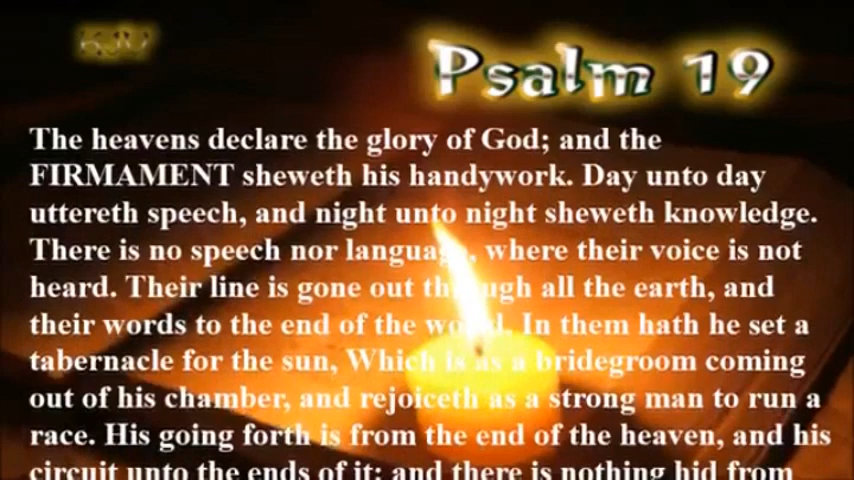 KJV
Psalm 19
The heavens declare the glory of God; and the
FIRMAMENT sheweth his handywork. Day unto day
uttereth speech, and night unto night sheweth knowledge.
There is no speech nor language, where their voice is not
heard. Their line is gone out through all the earth, and
their words to the end of the world. In them hath he set a
tabernacle for the sun, Which is as a bridegroom coming
out of his chamber, and rejoiceth as a strong man to run a
race. His going forth is from the end of the heaven, and his
circuit unto the ends of it: and there is nothing hid from